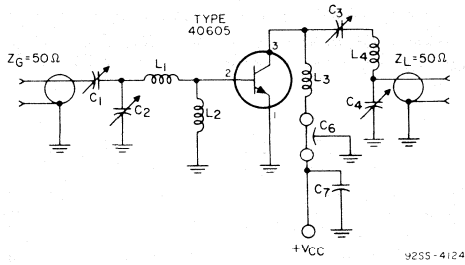 TYPE
40605
C3
3
ZG=50Ω
L1
2
L3
L4
ZL=50Ω
C1
C2
L2
1
C6
C4
C7
+VCC
92SS-4124